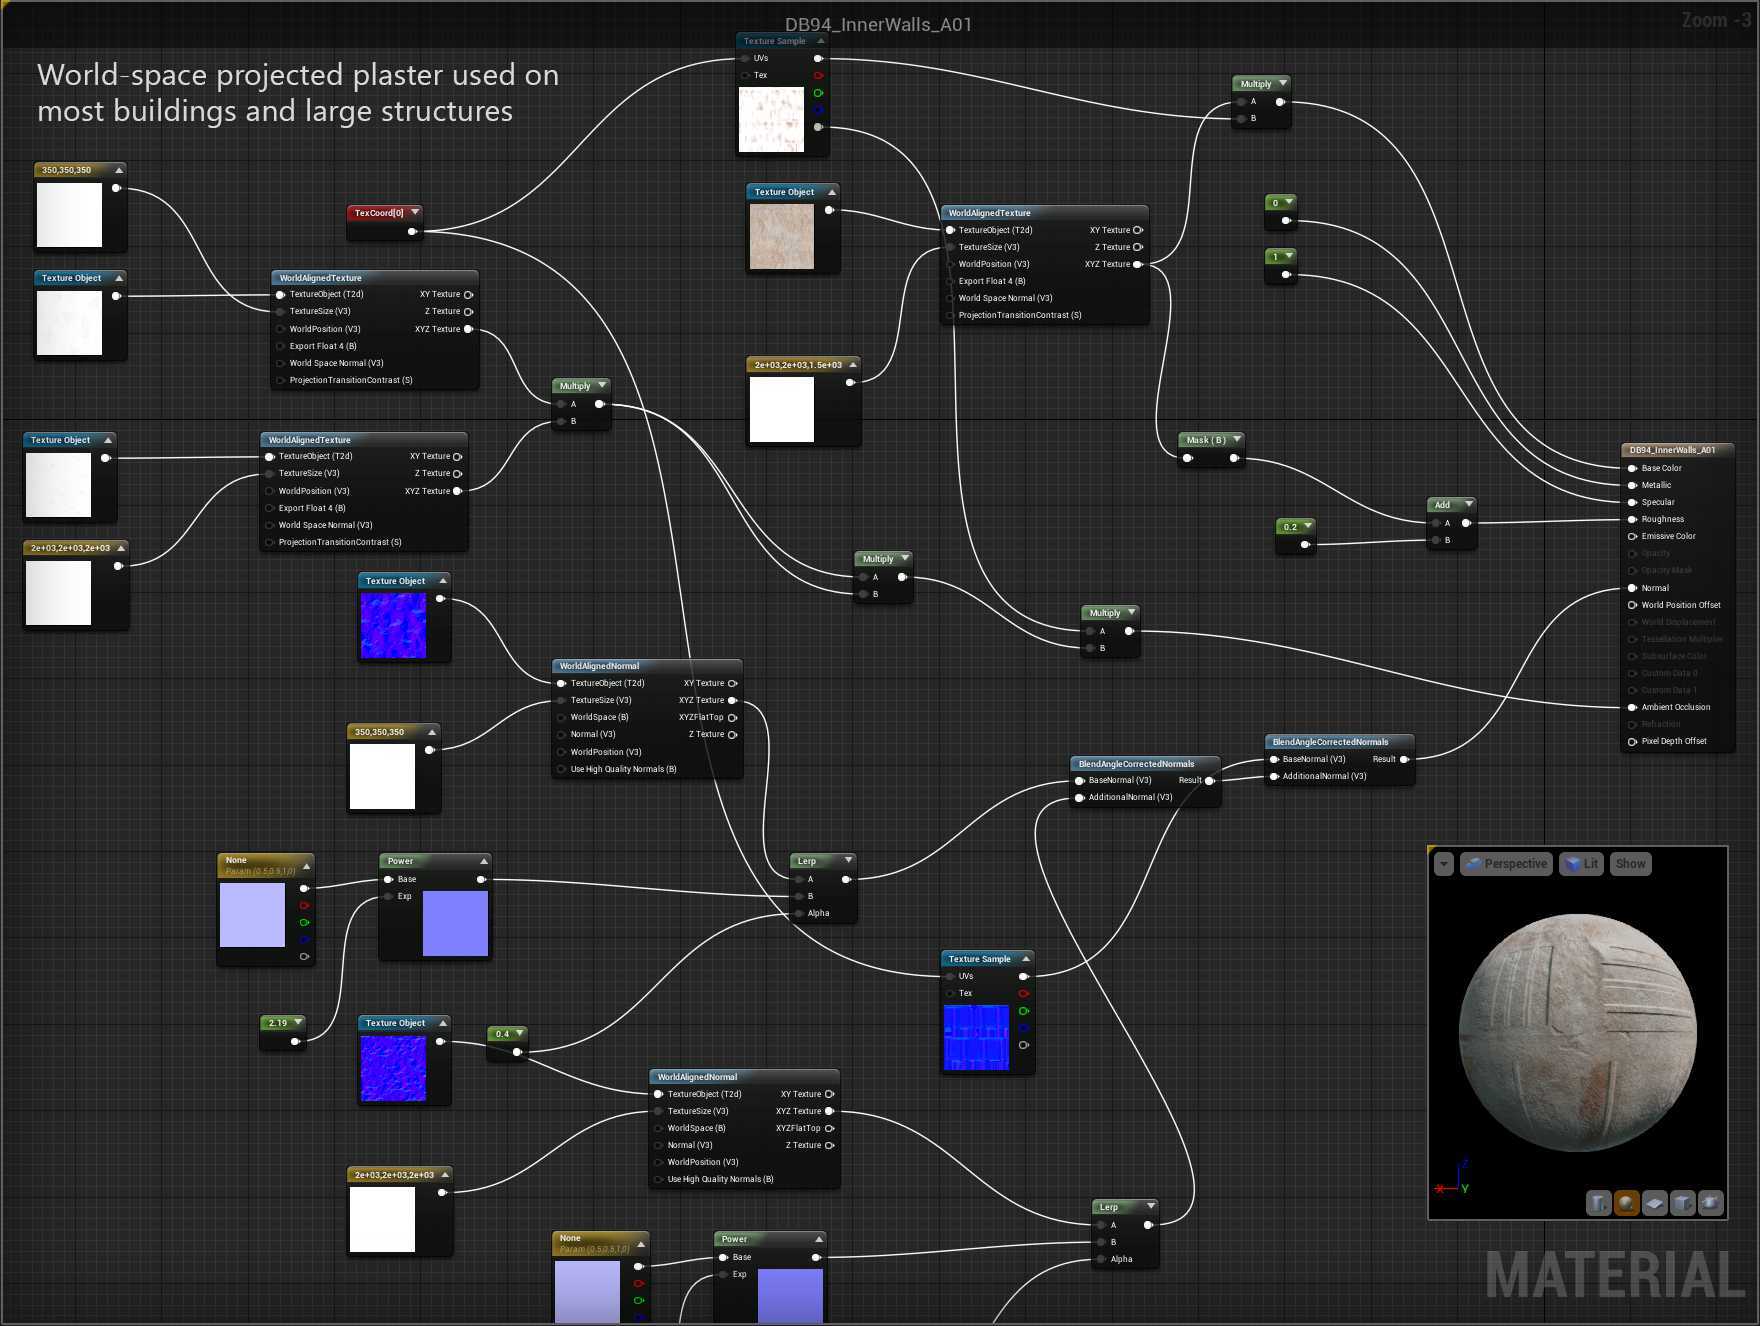 DB94_InnerWalls_A01
Zoom -3
World-space projected plaster used on
most buildings and large structures
Texture Sample
UVs
Tex
Multiply
A
B
350,350,350
TexCoord[0]
Texture Object
0
1
WorldAlignedTexture
TextureObject (T2d)
XY Texture
TextureSize (V3)
Z Texture
WorldPosition (V3)
XYZ Texture
Export Float 4 (B)
World Space Normal (V3)
ProjectionTransitionContrast (S)
Texture Object
WorldAlignedTexture
TextureObject (T2d)
XY Texture
TextureSize (V3)
Z Texture
WorldPosition (V3)
XYZ Texture
Export Float 4 (B)
World Space Normal (V3)
ProjectionTransitionContrast (S)
2e+03,2e+03,1.5e+03
Multiply
A
B
Texture Object
WorldAlignedTexture
TextureObject (T2d)
XY Texture
TextureSize (V3)
Z Texture
WorldPosition (V3)
XYZ Texture
Export Float 4 (B)
World Space Normal (V3)
ProjectionTransitionContrast (S)
2e+03,2e+03,2e+03
Mask ( B )
0.2
Add
A
B
DB94_InnerWalls_A01
Base Color
Metallic
Specular
Roughness
Emissive Color
Opacity
Opacity Mask
Normal
World Position Offset
World Displacement
Tessellation Multiplier
Subsurface Color
Custom Data 0
Custom Data 1
Ambient Occlusion
Refraction
Pixel Depth Offset
Multiply
A
B
Multiply
A
B
Texture Object
WorldAlignedNormal
TextureObject (T2d)
XY Texture
TextureSize (V3)
XYZ Texture
WorldSpace (B)
XYZFlatTop
Normal (V3)
Z Texture
WorldPosition (V3)
Use High Quality Normals (B)
350,350,350
BlendAngleCorrectedNormals
BaseNormal (V3)
Result
AdditionalNormal (V3)
BlendAngleCorrectedNormals
BaseNormal (V3)
Result
AdditionalNormal (V3)
None
Param (0.5,0.5,1,0)
Power
Base
Exp
Lerp
A
B
Alpha
2.19
Texture Object
0.4
Texture Sample
UVs
Tex
WorldAlignedNormal
TextureObject (T2d)
XY Texture
TextureSize (V3)
XYZ Texture
WorldSpace (B)
XYZFlatTop
Normal (V3)
Z Texture
WorldPosition (V3)
Use High Quality Normals (B)
2e+03,2e+03,2e+03
None
Param (0.5,0.5,1,0)
Power
Base
Exp
Lerp
A
B
Alpha
Perspective
Lit
Show
Z
X
Y
MATERIAL